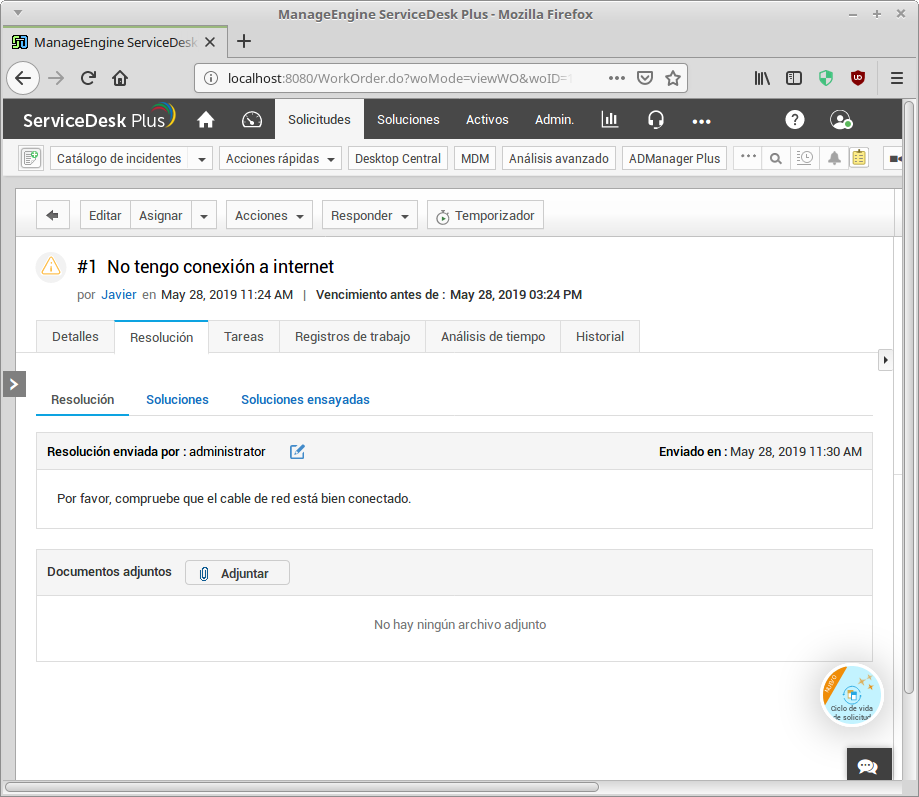 ManageEngine ServiceDesk Plus - Mozilla Firefox
ManageEngine ServiceDesk
localhost:8080/WorkOrder.do?woMode=viewWO&woID=1
ServiceDesk Plus Solicitudes Soluciones Activos Admin.
Catálogo de incidentes Acciones rápidas Desktop Central MDM Análisis avanzado ADManager Plus
Editar Asignar Acciones Responder Temporizador
#1 No tengo conexión a internet
por Javier en May 28, 2019 11:24 AM | Vencimiento antes de : May 28, 2019 03:24 PM
Detalles Resolución Tareas Registros de trabajo Análisis de tiempo Historial
Resolución Soluciones Soluciones ensayadas
Resolución enviada por : administrator Enviado en : May 28, 2019 11:30 AM
Por favor, compruebe que el cable de red está bien conectado.
Documentos adjuntos Adjuntar
No hay ningún archivo adjunto
NUEVO
Ciclo de vida
de solicitud